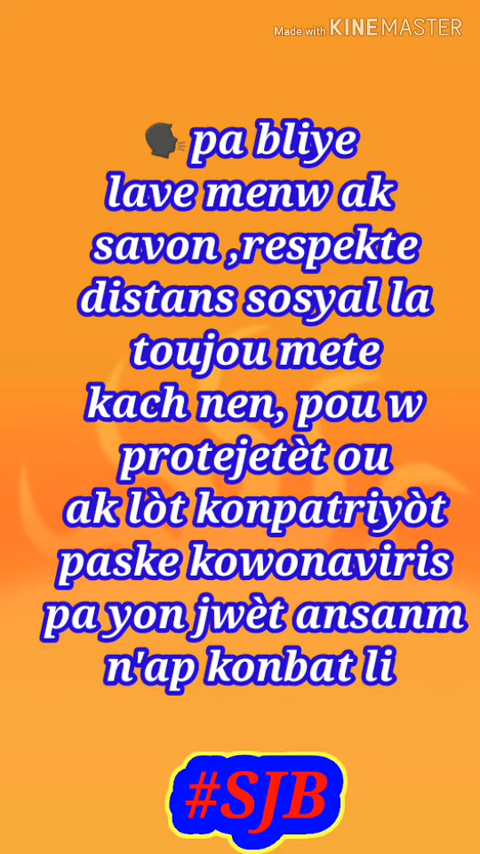 Made with KINEMASTER
🗣pa bliye
lave menw ak
savon ,respekte
distans sosyal la
toujou mete
kach nen, pou w
protejetèt ou
ak lòt konpatriyòt
paske kowonaviris
pa yon jwèt ansanm
n'ap konbat li
#SJB